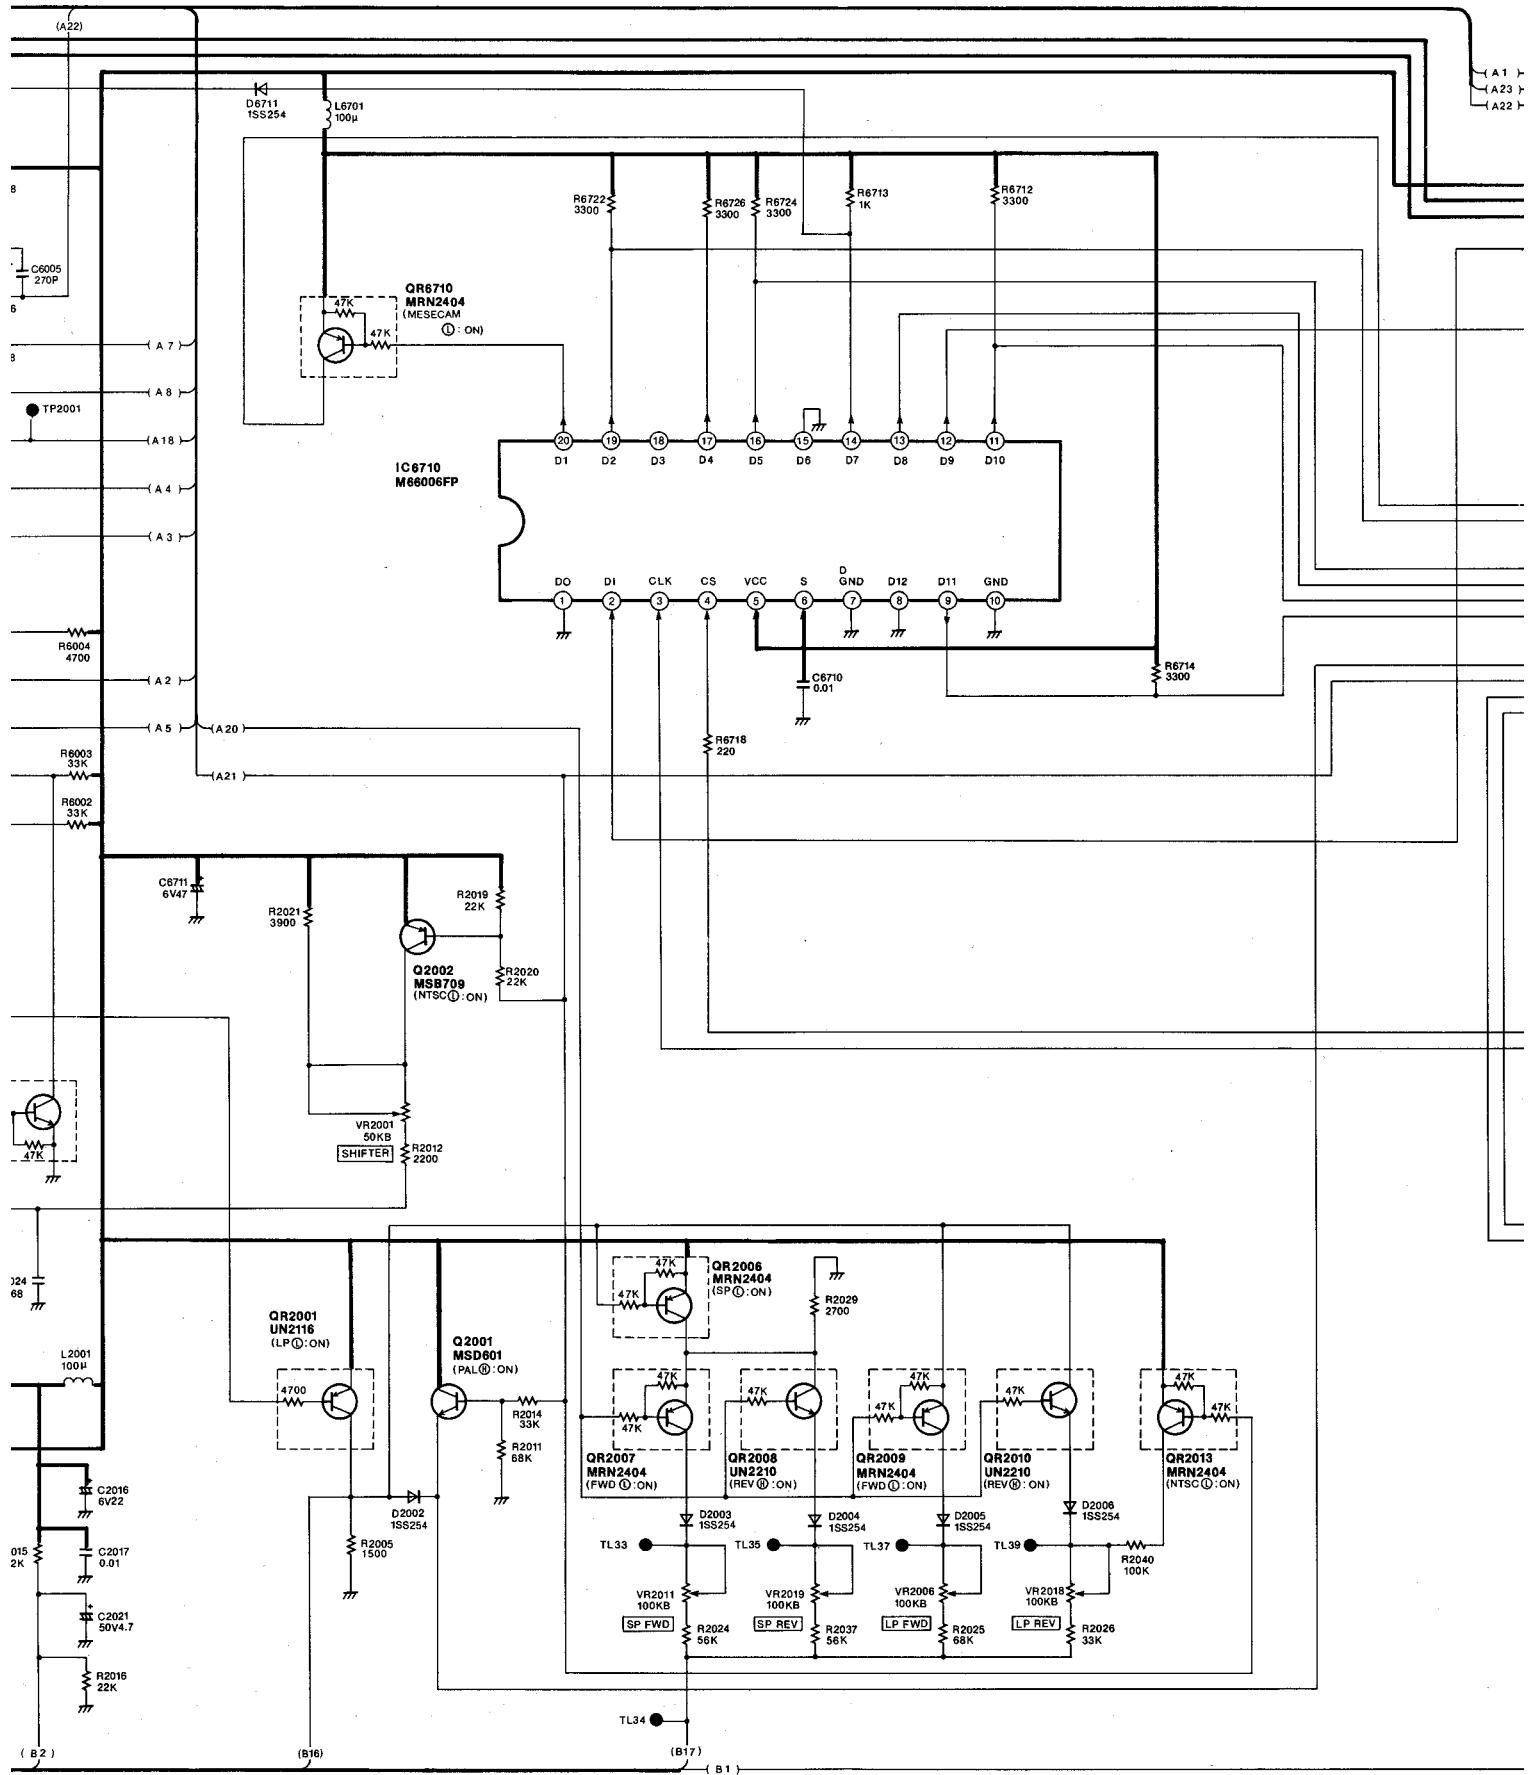 (A22)
( A1 )
(A23 )
(A22 )
D6711
1SS254
L6701
100μ
8
R6722
3300
R6726
3300
R6724
3300
R6713
1K
R6712
3300
C6005
270P
6
8
QR6710
MRN2404
(MESECAM
Ⓛ: ON)
47K
47K
( A7 )
( A8 )
TP2001
(A18 )
( A4 )
( A3 )
IC6710
M66006FP
20 19 18 17 16 15 14 13 12 11
D1 D2 D3 D4 D5 D6 D7 D8 D9 D10
DO DI CLK CS VCC S D GND D12 D11 GND
1 2 3 4 5 6 7 8 9 10
R6004
4700
( A2 )
( A5 )
(A20 )
(A21 )
C6710
0.01
R6714
3300
R6718
220
R6003
33K
R6002
33K
C6711
6V47
R2021
3900
R2019
22K
R2020
22K
Q2002
MSB709
(NTSCⓁ:ON)
47K
VR2001
50KB
SHIFTER
R2012
2200
024
68
L2001
100μ
QR2001
UN2116
(LPⓁ:ON)
4700
Q2001
MSD601
(PALⒽ:ON)
R2014
33K
R2011
68K
47K
47K
QR2006
MRN2404
(SPⓁ:ON)
R2029
2700
47K
47K
QR2007
MRN2404
(FWDⓁ:ON)
47K
QR2008
UN2210
(REVⒽ:ON)
47K
47K
QR2009
MRN2404
(FWDⓁ:ON)
47K
QR2010
UN2210
(REVⒽ:ON)
47K
47K
QR2013
MRN2404
(NTSCⓁ:ON)
C2016
6V22
D2002
1SS254
R2005
1500
D2003
1SS254
D2004
1SS254
D2005
1SS254
D2006
1SS254
015
2K
C2017
0.01
TL33
TL35
TL37
TL39
R2040
100K
VR2011
100KB
VR2019
100KB
VR2006
100KB
VR2018
100KB
C2021
50V4.7
SP FWD
SP REV
LP FWD
LP REV
R2024
56K
R2037
56K
R2025
68K
R2026
33K
R2016
22K
TL34
( B2 )
(B16)
(B17)
( B1 )